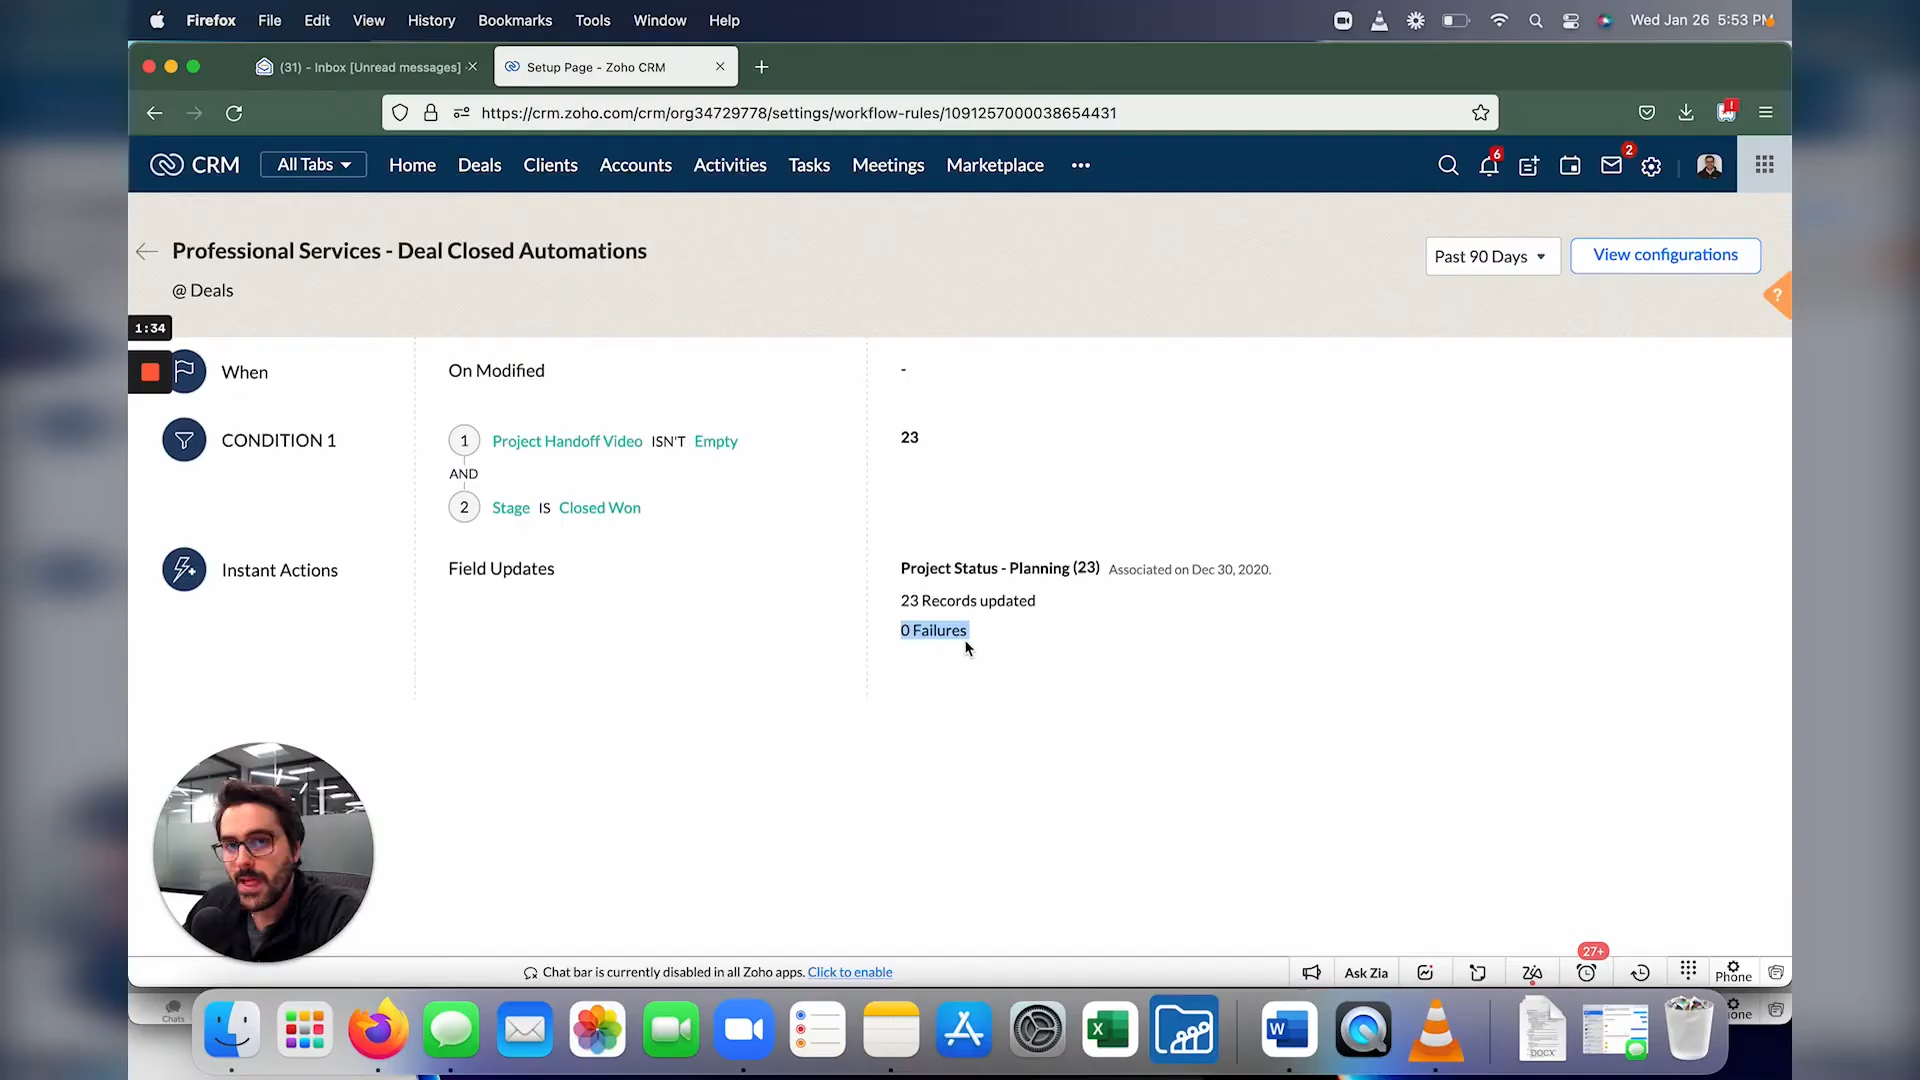 Firefox File Edit View History Bookmarks Tools Window Help
Wed Jan 26 5:53 PM
(31) - Inbox [Unread messages]
Setup Page - Zoho CRM
https://crm.zoho.com/crm/org34729778/settings/workflow-rules/1091257000038654431
CRM All Tabs Home Deals Clients Accounts Activities Tasks Meetings Marketplace
6
2
Professional Services - Deal Closed Automations
Past 90 Days
View configurations
?
@ Deals
1:34
When
On Modified
-
CONDITION 1
1 Project Handoff Video ISN'T Empty
23
AND
2 Stage IS Closed Won
Instant Actions
Field Updates
Project Status - Planning (23) Associated on Dec 30, 2020.
23 Records updated
0 Failures
27+
Chat bar is currently disabled in all Zoho apps. Click to enable
Ask Zia
Phone
Chats
X
W
DOCX